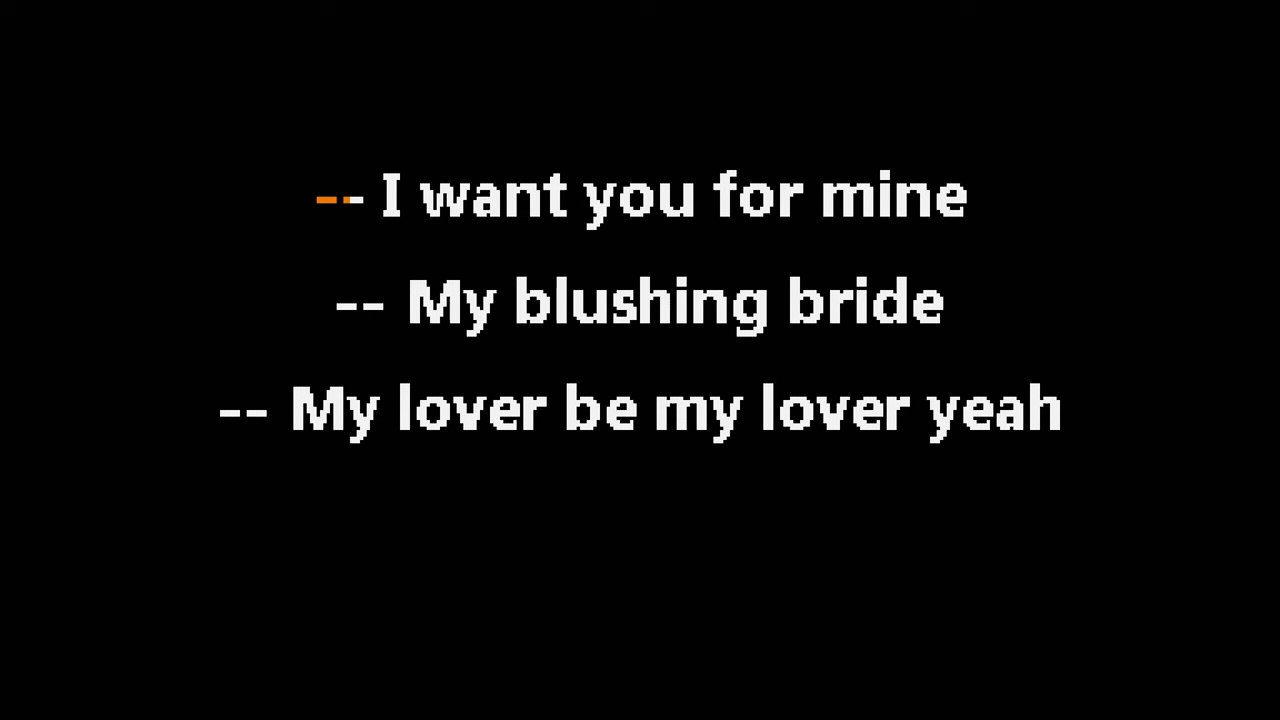 -- I want you for mine
-- My blushing bride
-- My lover be my lover yeah